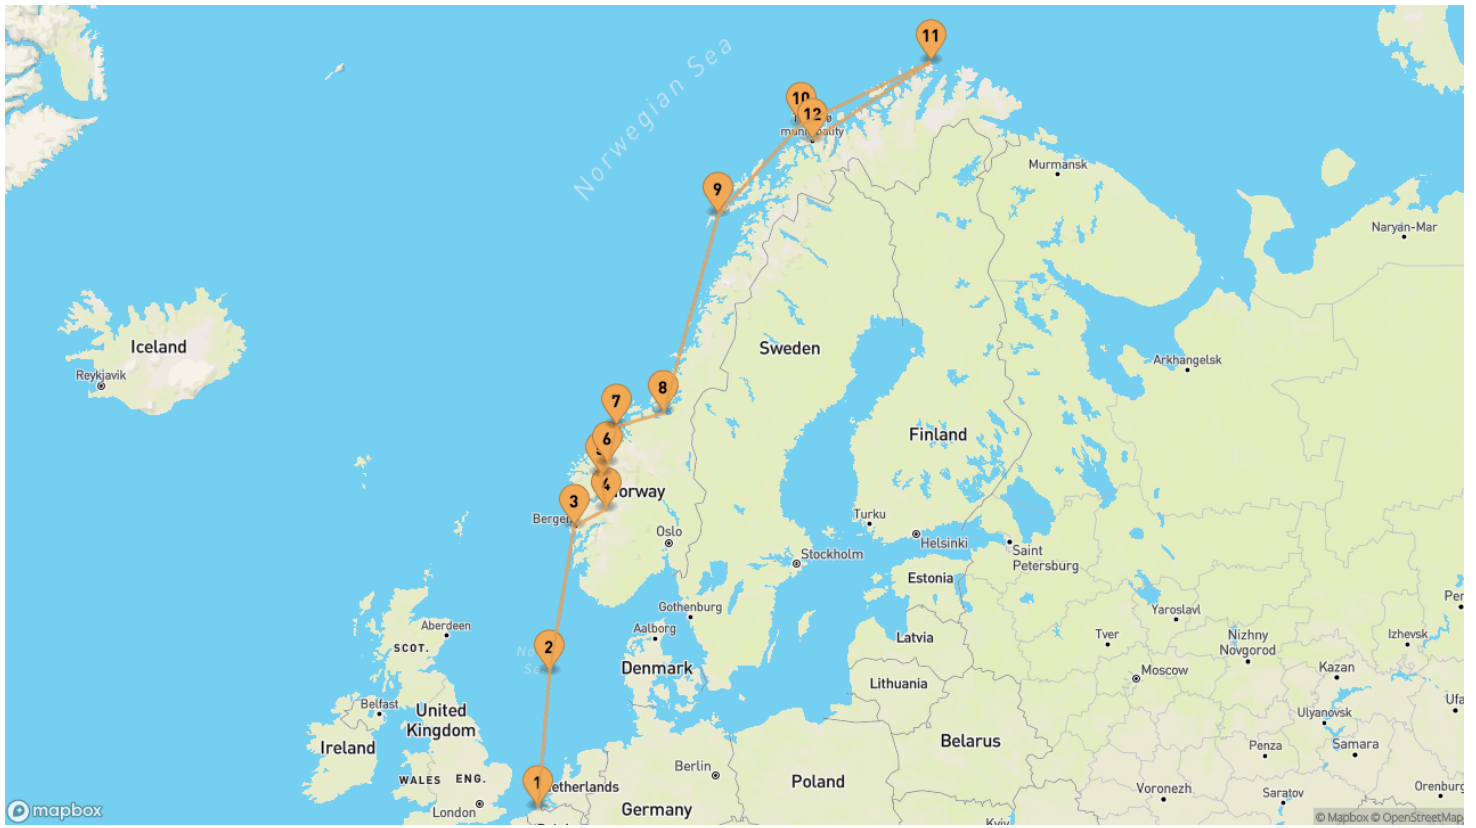 11
10
12
municipality
Norwegian Sea
Murmansk
9
Naryan-Mar
Iceland
Reykjavik
Sweden
Arkhangelsk
8
7
6
Finland
4
Norway
3
Bergen
Oslo
Turku
Helsinki
Saint
Petersburg
Stockholm
Estonia
Gothenburg
Yaroslavl
Aberdeen
Aalborg
Latvia
Tver
Nizhny
Novgorod
Izhevsk
SCOT.
2
Denmark
Moscow
Kazan
Lithuania
Belfast
United
Kingdom
Ulyanovsk
Ireland
Belarus
Penza
Samara
WALES
ENG.
1
Netherlands
Berlin
Poland
Voronezh
Saratov
Orenburg
London
Germany
mapbox
© Mapbox © OpenStreetMap